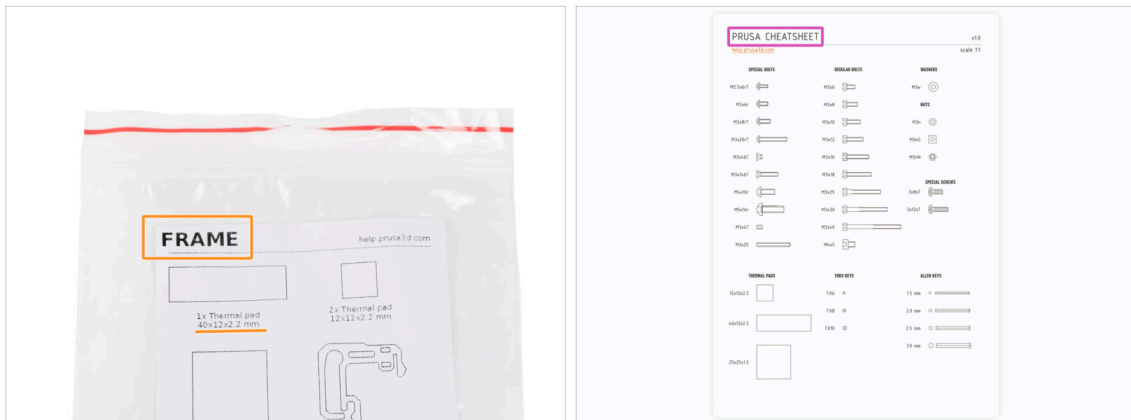 FRAME
help.prusa3d.com
1x Thermal pad
40x12x2.2 mm
2x Thermal pad
12x12x2.2 mm
PRUSA CHEATSHEET
v1.0
help.prusa3d.com
scale 1:1
SPECIAL BOLTS
M2.5x6rT
M3x6r
M3x8rT
M3x20rT
M3x4bT
M3x14bT
M4x10r
M5x16r
M3x4T
M3x25
REGULAR BOLTS
M3x6
M3x8
M3x10
M3x12
M3x16
M3x18
M3x25
M3x30
M3x40
M4x5
WASHERS
M3w
NUTS
M3n
M3nS
M3nN
SPECIAL SCREWS
3x8sT
3x12sT
THERMAL PADS
12x12x2.2
40x12x2.2
25x25x1.2
TORX KEYS
TX6
TX8
TX10
ALLEN KEYS
1.5 mm
2.0 mm
2.5 mm
3.0 mm